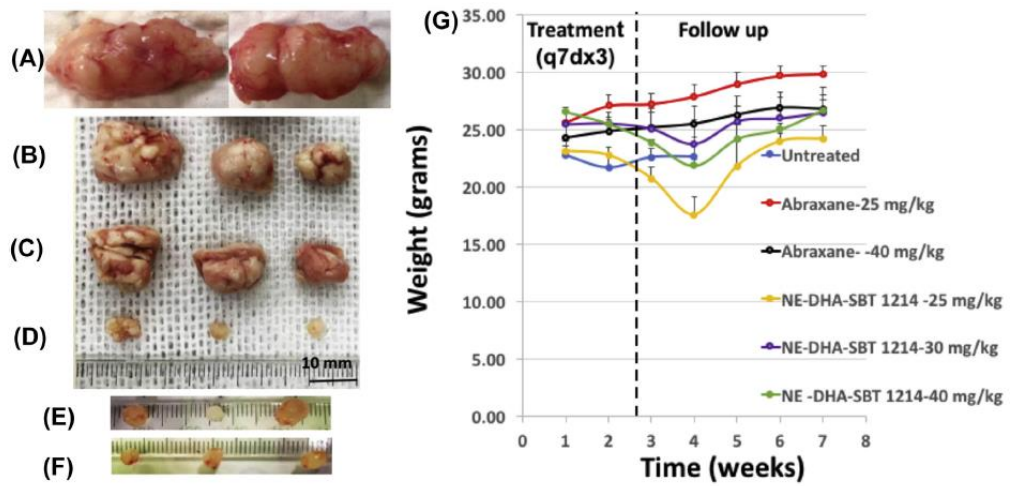 (A)
(B)
(C)
(D)
10 mm
(E)
(F)
(G)
35.00
30.00
25.00
20.00
15.00
10.00
5.00
0.00
Weight (grams)
Treatment
(q7dx3)
Follow up
Untreated
Abraxane-25 mg/kg
Abraxane- -40 mg/kg
NE-DHA-SBT 1214 -25 mg/kg
NE-DHA-SBT 1214-30 mg/kg
NE -DHA-SBT 1214-40 mg/kg
0 1 2 3 4 5 6 7 8
Time (weeks)